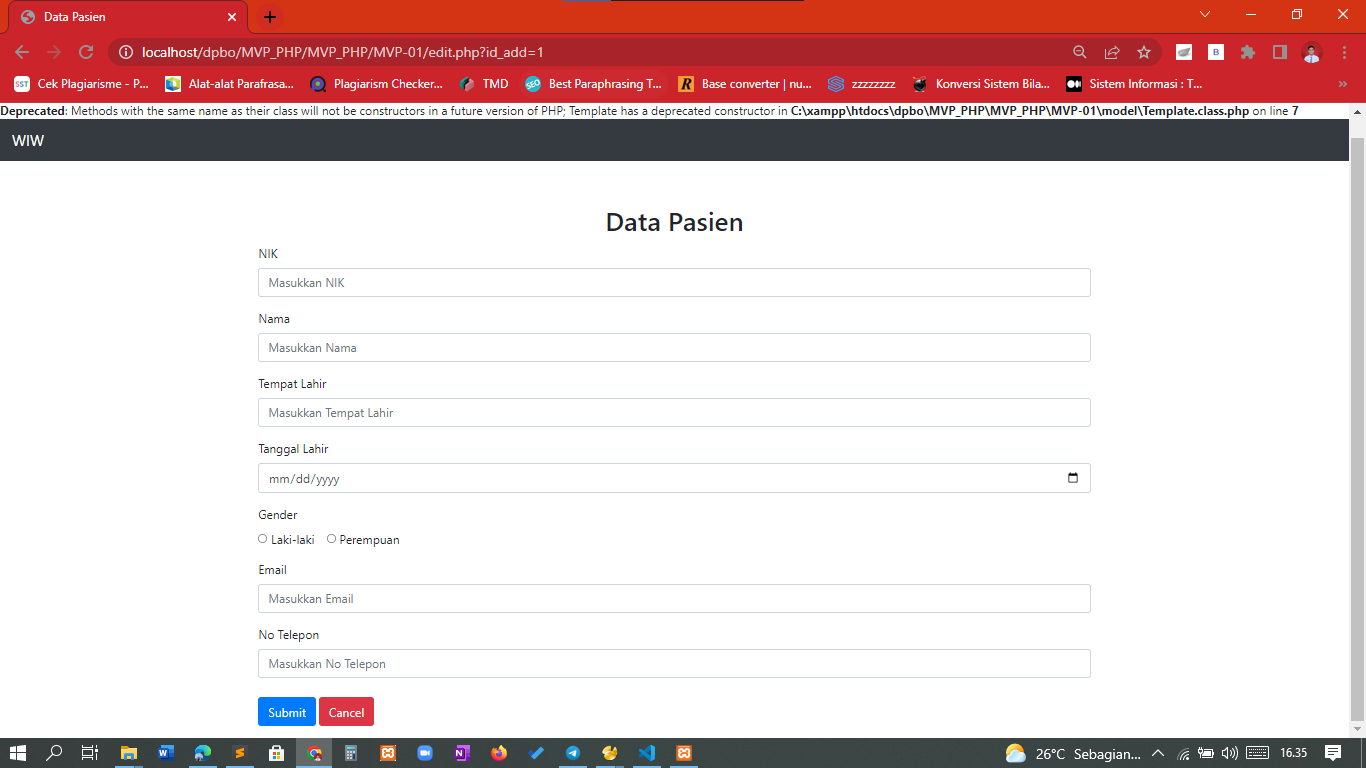 Data Pasien
localhost/dpbo/MVP_PHP/MVP_PHP/MVP-01/edit.php?id_add=1
SST Cek Plagiarisme - P... Alat-alat Parafrasa... Plagiarism Checker... TMD SEO Best Paraphrasing T... R Base converter | nu... zzzzzzzz Konversi Sistem Bila... Sistem Informasi : T... »
Deprecated: Methods with the same name as their class will not be constructors in a future version of PHP; Template has a deprecated constructor in C:\xampp\htdocs\dpbo\MVP_PHP\MVP_PHP\MVP-01\model\Template.class.php on line 7
WIW
Data Pasien
NIK
Masukkan NIK
Nama
Masukkan Nama
Tempat Lahir
Masukkan Tempat Lahir
Tanggal Lahir
mm/dd/yyyy
Gender
Laki-laki Perempuan
Email
Masukkan Email
No Telepon
Masukkan No Telepon
Submit Cancel
26°C Sebagian... 16.35